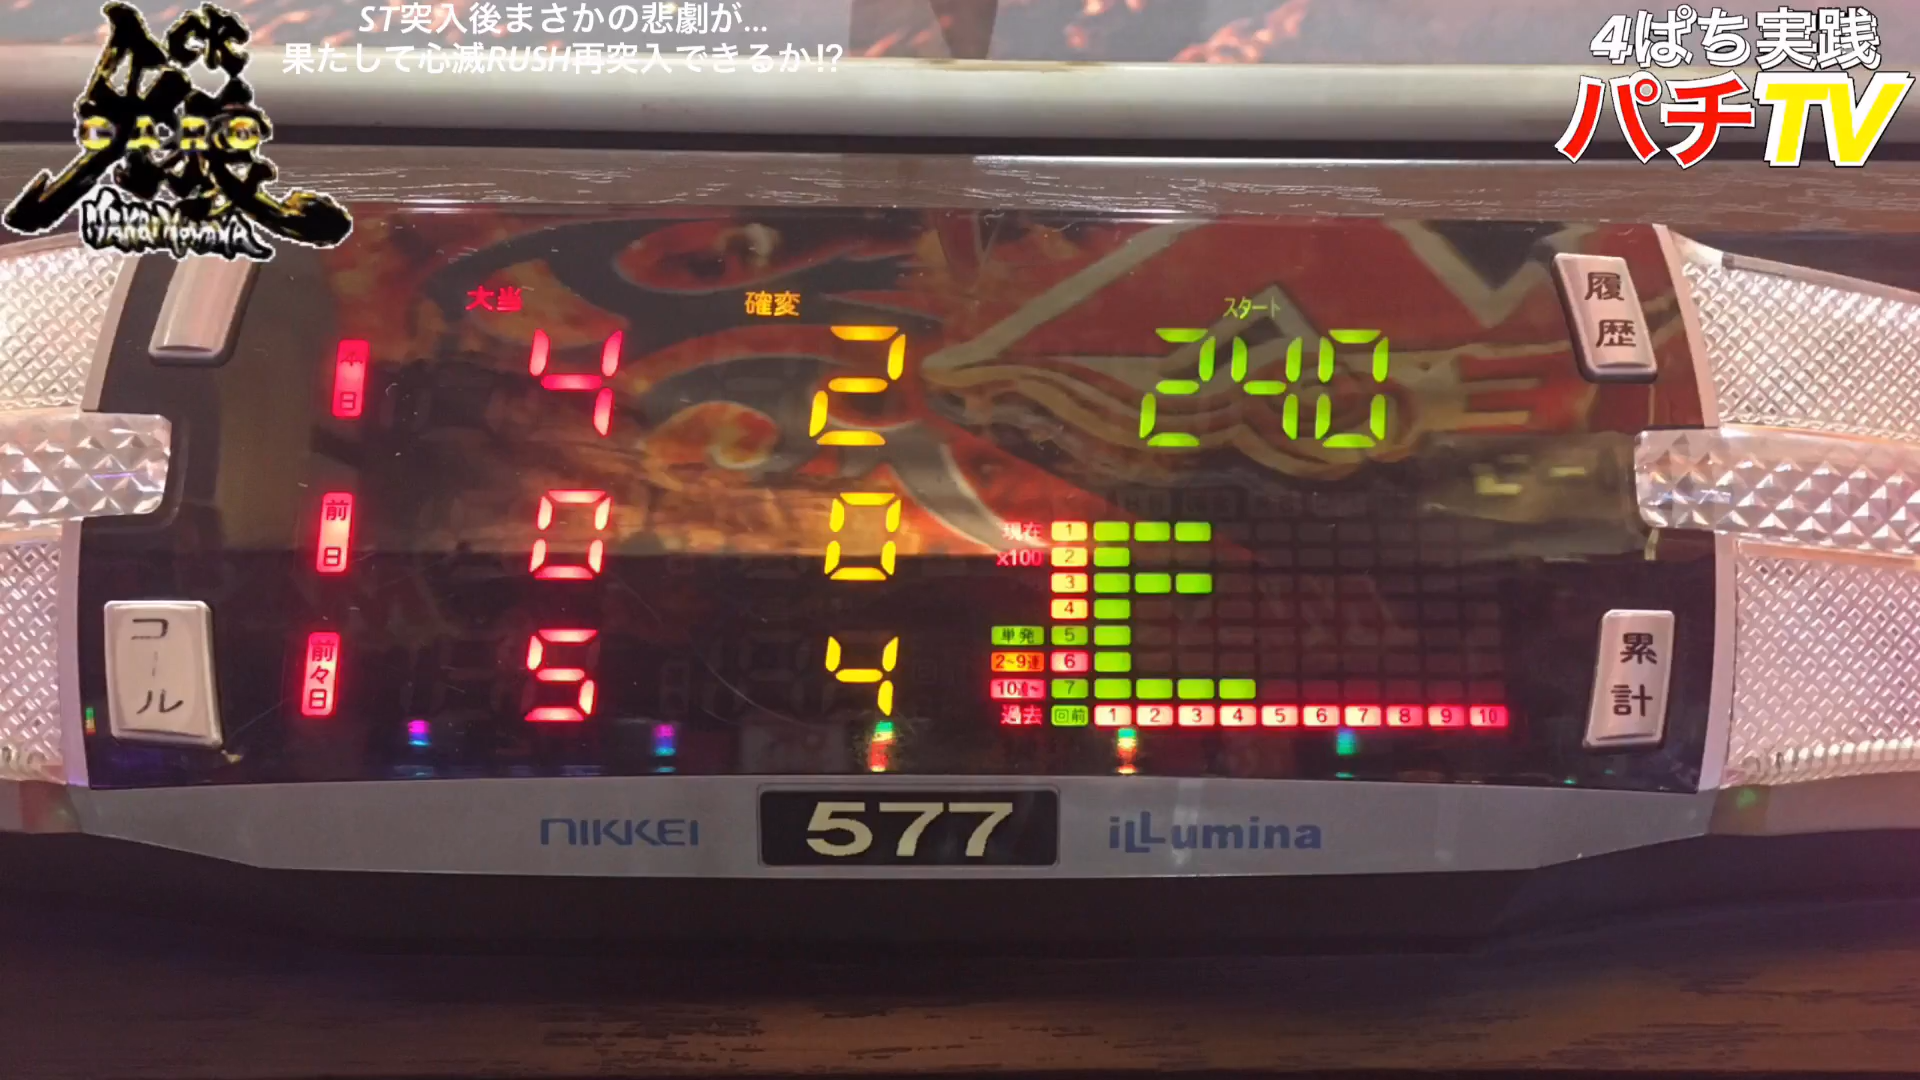 ST突入後まさかの悲劇が...
果たして心滅RUSH再突入できるか!?
4ぱち実践
パチTV
CR
牙狼
GARO
MAKAI NO HANA
大当 確変 スタート
履歴
本日 4 2 240
前日 0 0
前々日 5 4
現在 1
x100 2
3
4
単発 5
2~9連 6
10連~ 7
過去 回前 1 2 3 4 5 6 7 8 9 10
コール
累計
NIKKEI 577 iLLumina